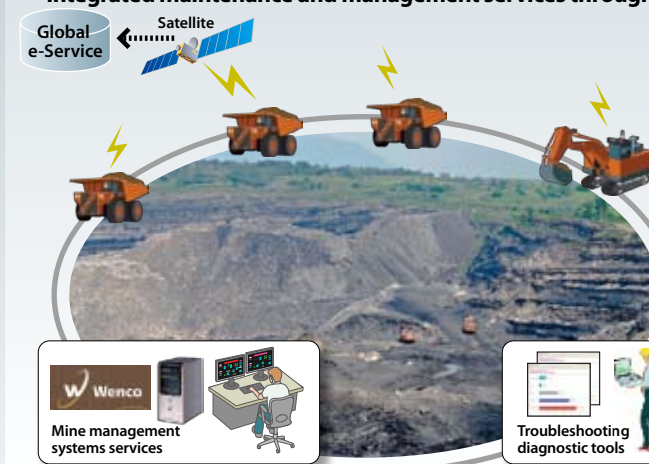 Integrated maintenance and management services through
Global
e-Service
Satellite
Wenco
Mine management
systems services
Troubleshooting
diagnostic tools